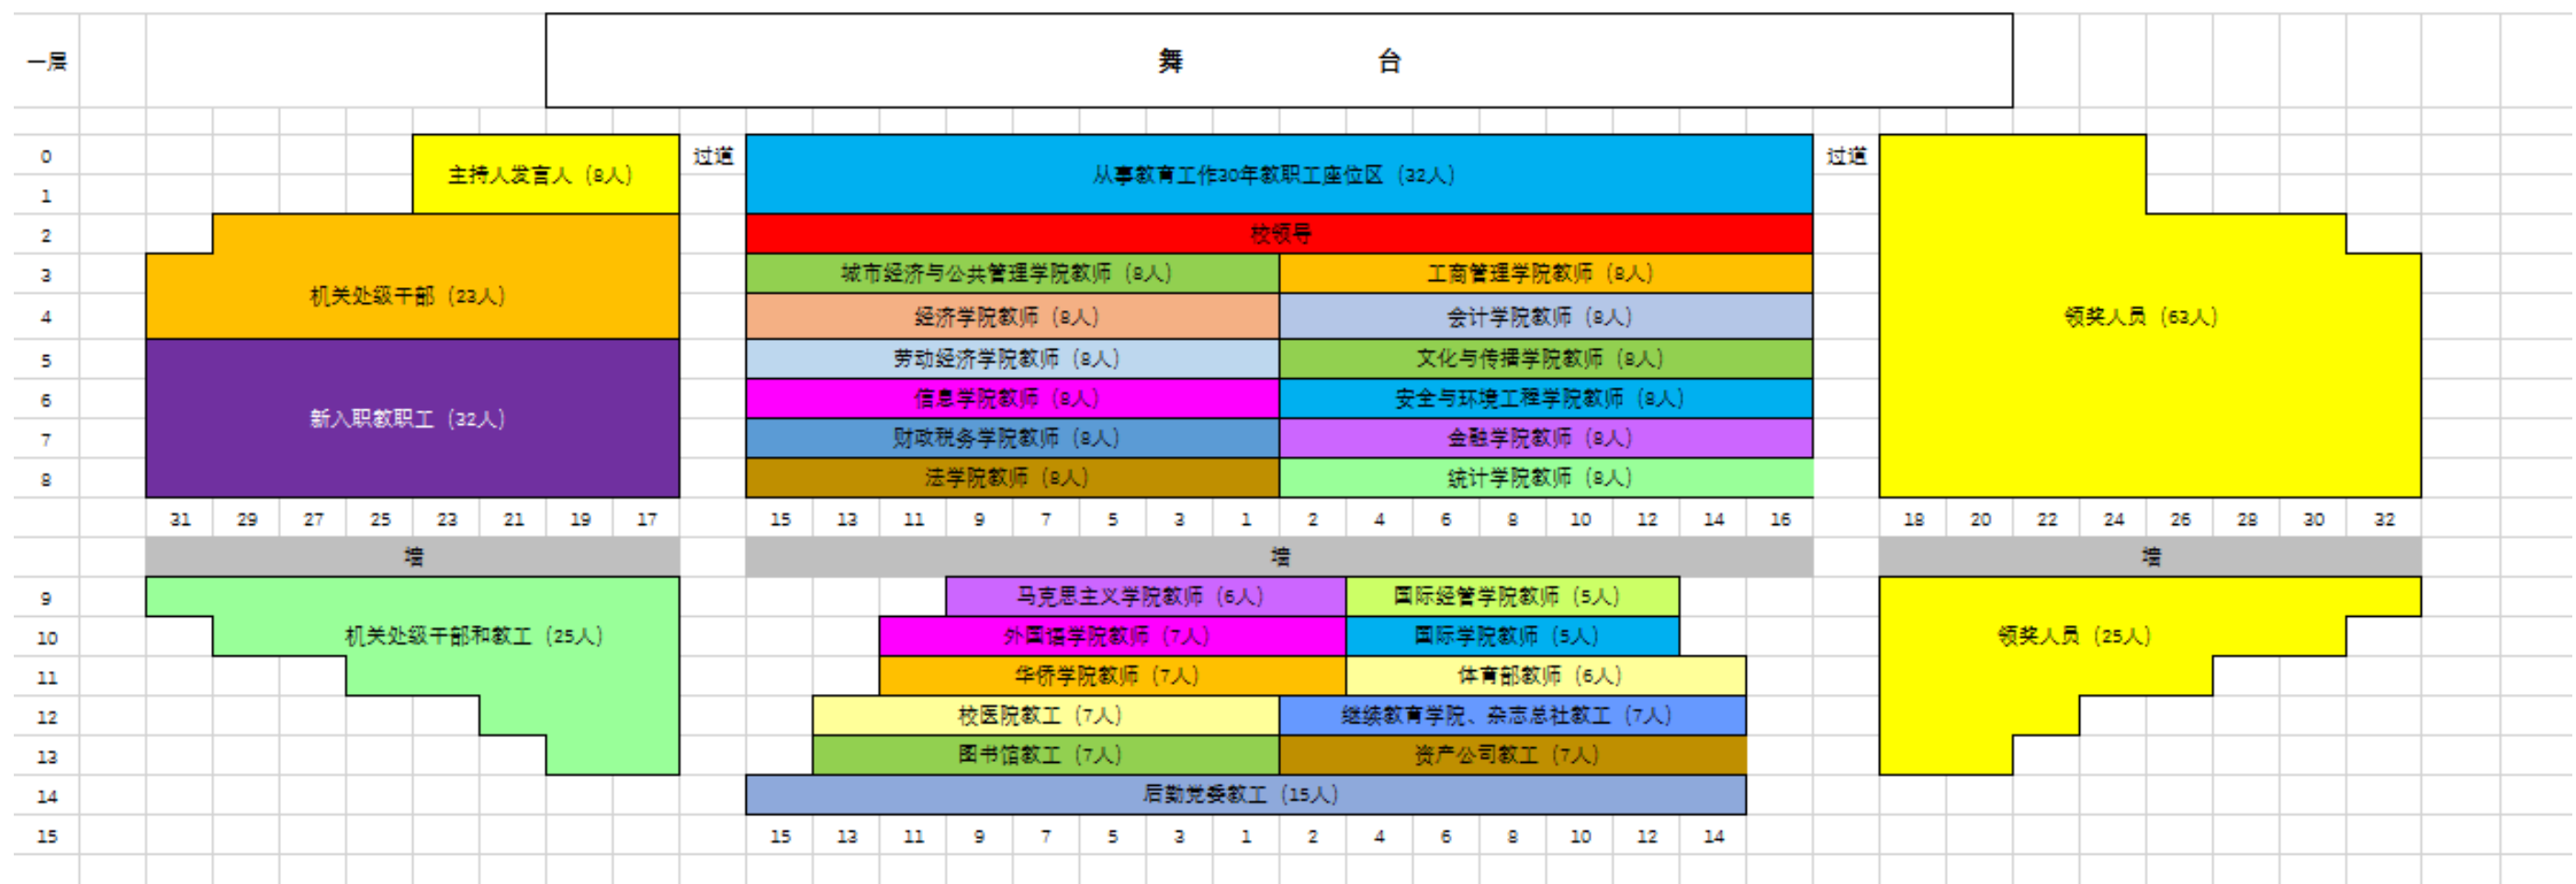 一层
舞 台
0
主持人发言人（8人）
过道
从事教育工作30年教职工座位区（32人）
过道
1
2
校领导
3
机关处级干部（23人）
城市经济与公共管理学院教师（8人）
工商管理学院教师（8人）
4
经济学院教师（8人）
会计学院教师（8人）
领奖人员（63人）
5
劳动经济学院教师（8人）
文化与传播学院教师（8人）
6
新入职教职工（32人）
信息学院教师（8人）
安全与环境工程学院教师（8人）
7
财政税务学院教师（8人）
金融学院教师（8人）
8
法学院教师（8人）
统计学院教师（8人）
31 29 27 25 23 21 19 17 15 13 11 9 7 5 3 1 2 4 6 8 10 12 14 16 18 20 22 24 26 28 30 32
墙 墙 墙
9
马克思主义学院教师（6人）
国际经管学院教师（5人）
10
机关处级干部和教工（25人）
外国语学院教师（7人）
国际学院教师（5人）
领奖人员（25人）
11
华侨学院教师（7人）
体育部教师（6人）
12
校医院教工（7人）
继续教育学院、杂志总社教工（7人）
13
图书馆教工（7人）
资产公司教工（7人）
14
后勤党委教工（15人）
15 15 13 11 9 7 5 3 1 2 4 6 8 10 12 14